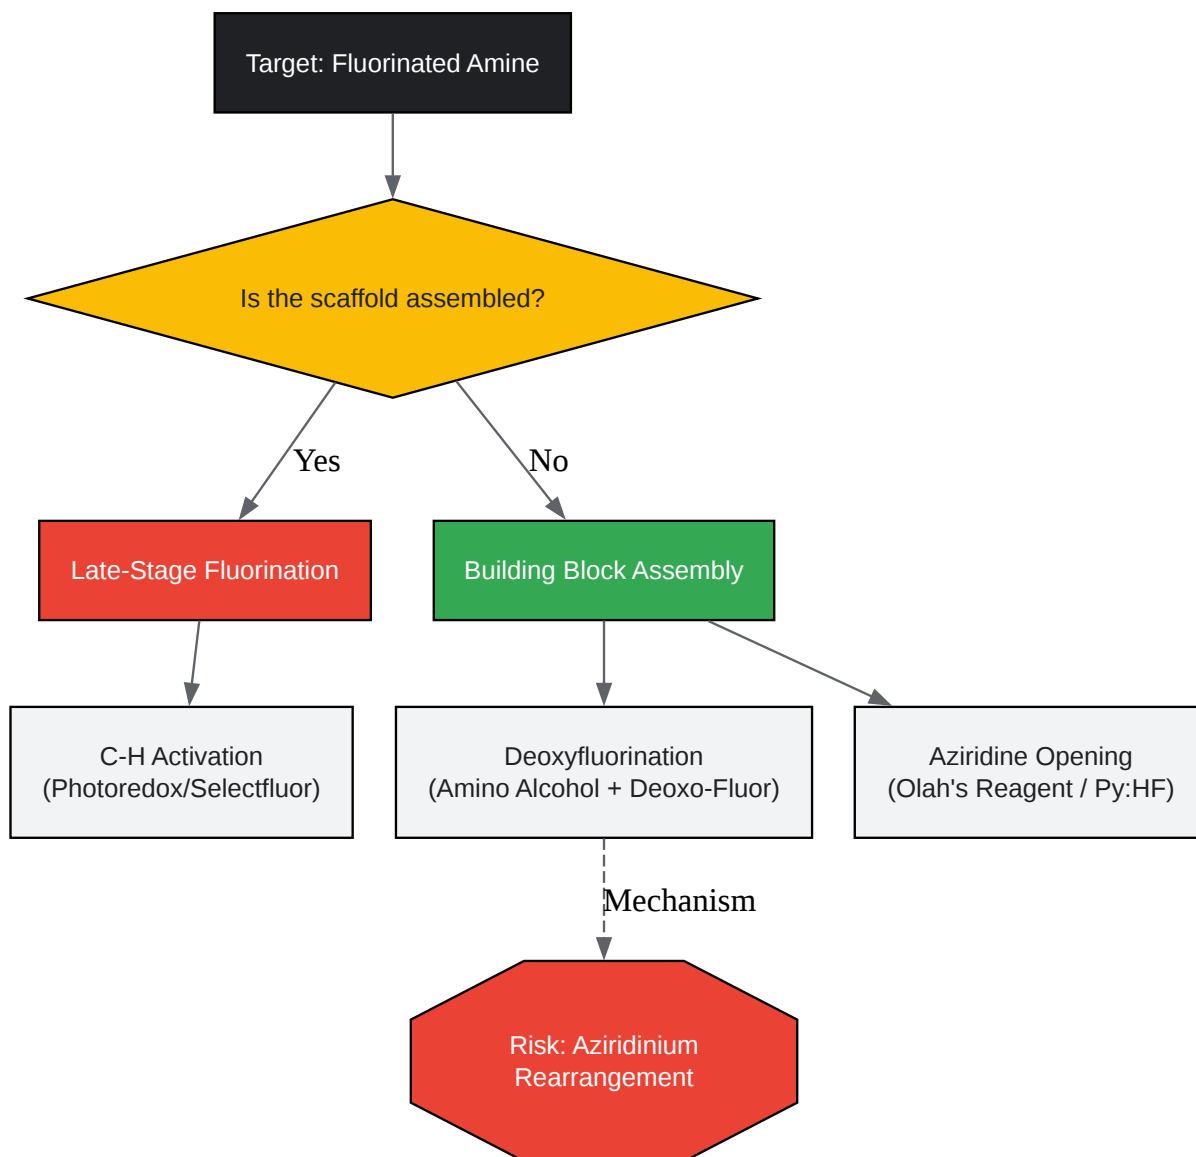 Target: Fluorinated Amine
Is the scaffold assembled?
Yes
No
Late-Stage Fluorination
Building Block Assembly
C-H Activation
(Photoredox/Selectfluor)
Deoxyfluorination
(Amino Alcohol + Deoxo-Fluor)
Aziridine Opening
(Olah's Reagent / Py:HF)
Mechanism
Risk: Aziridinium
Rearrangement